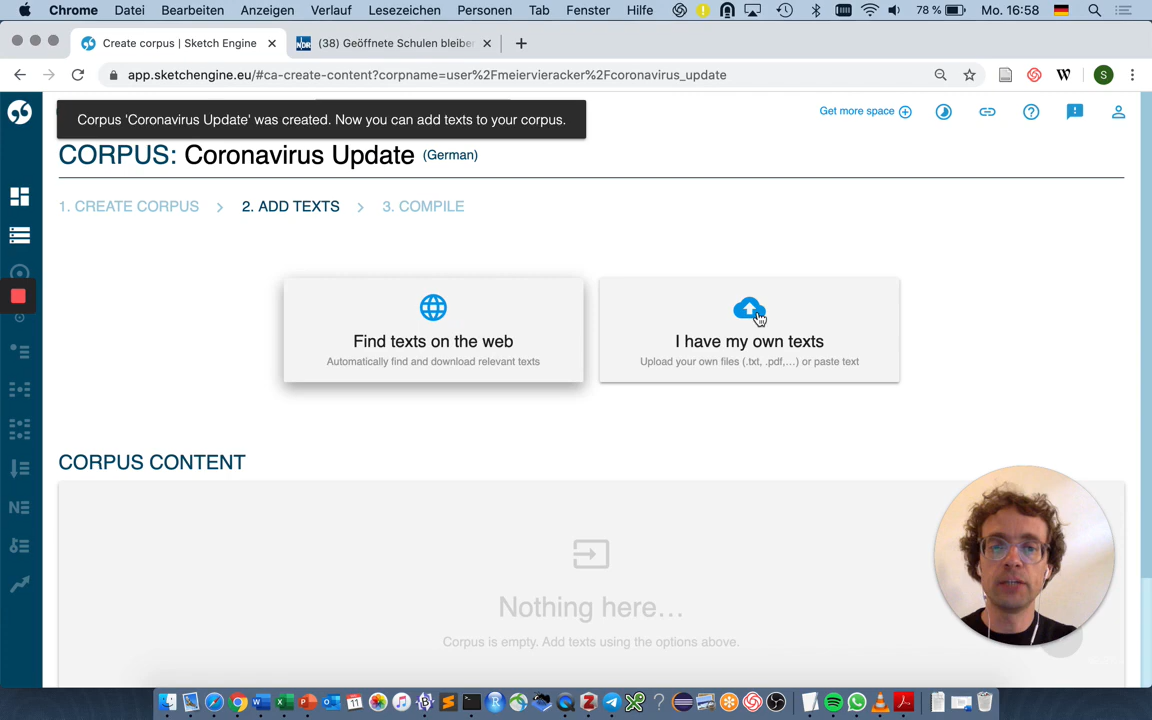 Chrome Datei Bearbeiten Anzeigen Verlauf Lesezeichen Personen Tab Fenster Hilfe 78 % Mo. 16:58
Create corpus | Sketch Engine
(38) Geöffnete Schulen bleiben
app.sketchengine.eu/#ca-create-content?corpname=user%2Fmeiervieracker%2Fcoronavirus_update
W S
Corpus 'Coronavirus Update' was created. Now you can add texts to your corpus.
Get more space
CORPUS: Coronavirus Update (German)
1. CREATE CORPUS > 2. ADD TEXTS > 3. COMPILE
Find texts on the web
Automatically find and download relevant texts
I have my own texts
Upload your own files (.txt, .pdf,...) or paste text
CORPUS CONTENT
Nothing here...
Corpus is empty. Add texts using the options above.